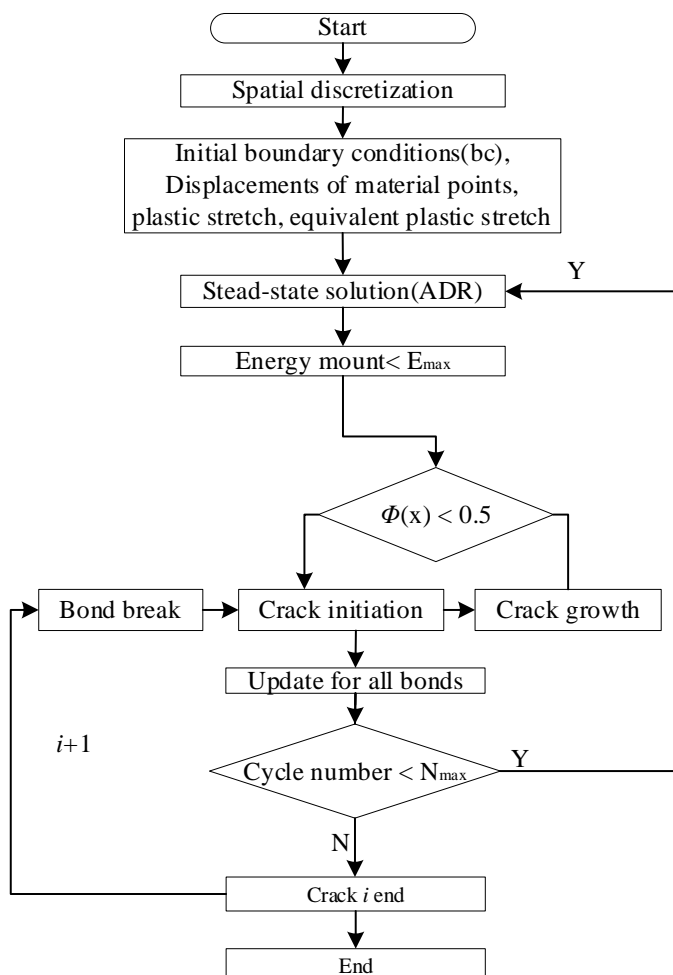 Start
Spatial discretization
Initial boundary conditions(bc),
Displacements of material points,
plastic stretch, equivalent plastic stretch
Y
Stead-state solution(ADR)
Energy mount< Emax
Φ(x) < 0.5
Bond break
Crack initiation
Crack growth
Update for all bonds
i+1
Cycle number < Nmax
Y
N
Crack i end
End